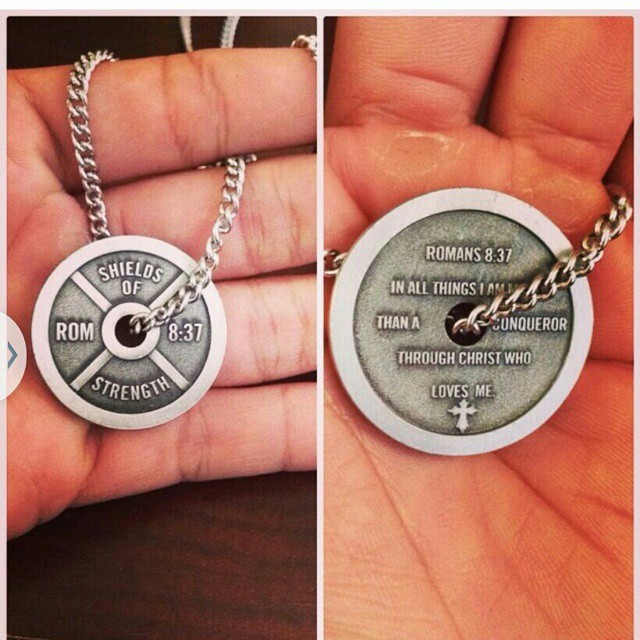 SHIELDS
OF
ROM 8:37
STRENGTH
ROMANS 8:37
IN ALL THINGS I AM
THAN A CONQUEROR
THROUGH CHRIST WHO
LOVES ME.